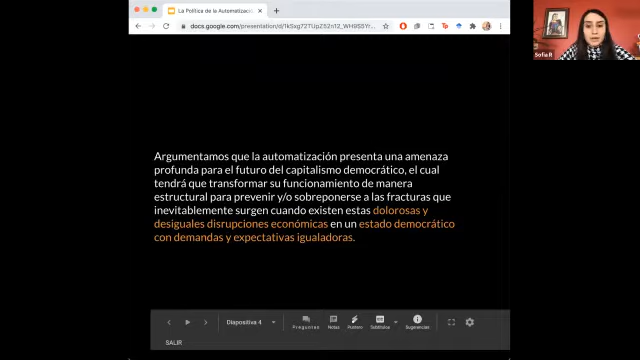 La Política de la Automatizació
docs.google.com/presentation/d/1kSxg72TUP52n12_WH9S5Yr...
Sofia R
Argumentamos que la automatización presenta una amenaza
profunda para el futuro del capitalismo democrático, el cual
tendrá que transformar su funcionamiento de manera
estructural para prevenir y/o sobreponerse a las fracturas que
inevitablemente surgen cuando existen estas dolorosas y
desiguales disrupciones económicas en un estado democrático
con demandas y expectativas igualadoras.
Diapositiva 4
Preguntas
Notas
Puntero
Subtítulos
Sugerencias
SALIR